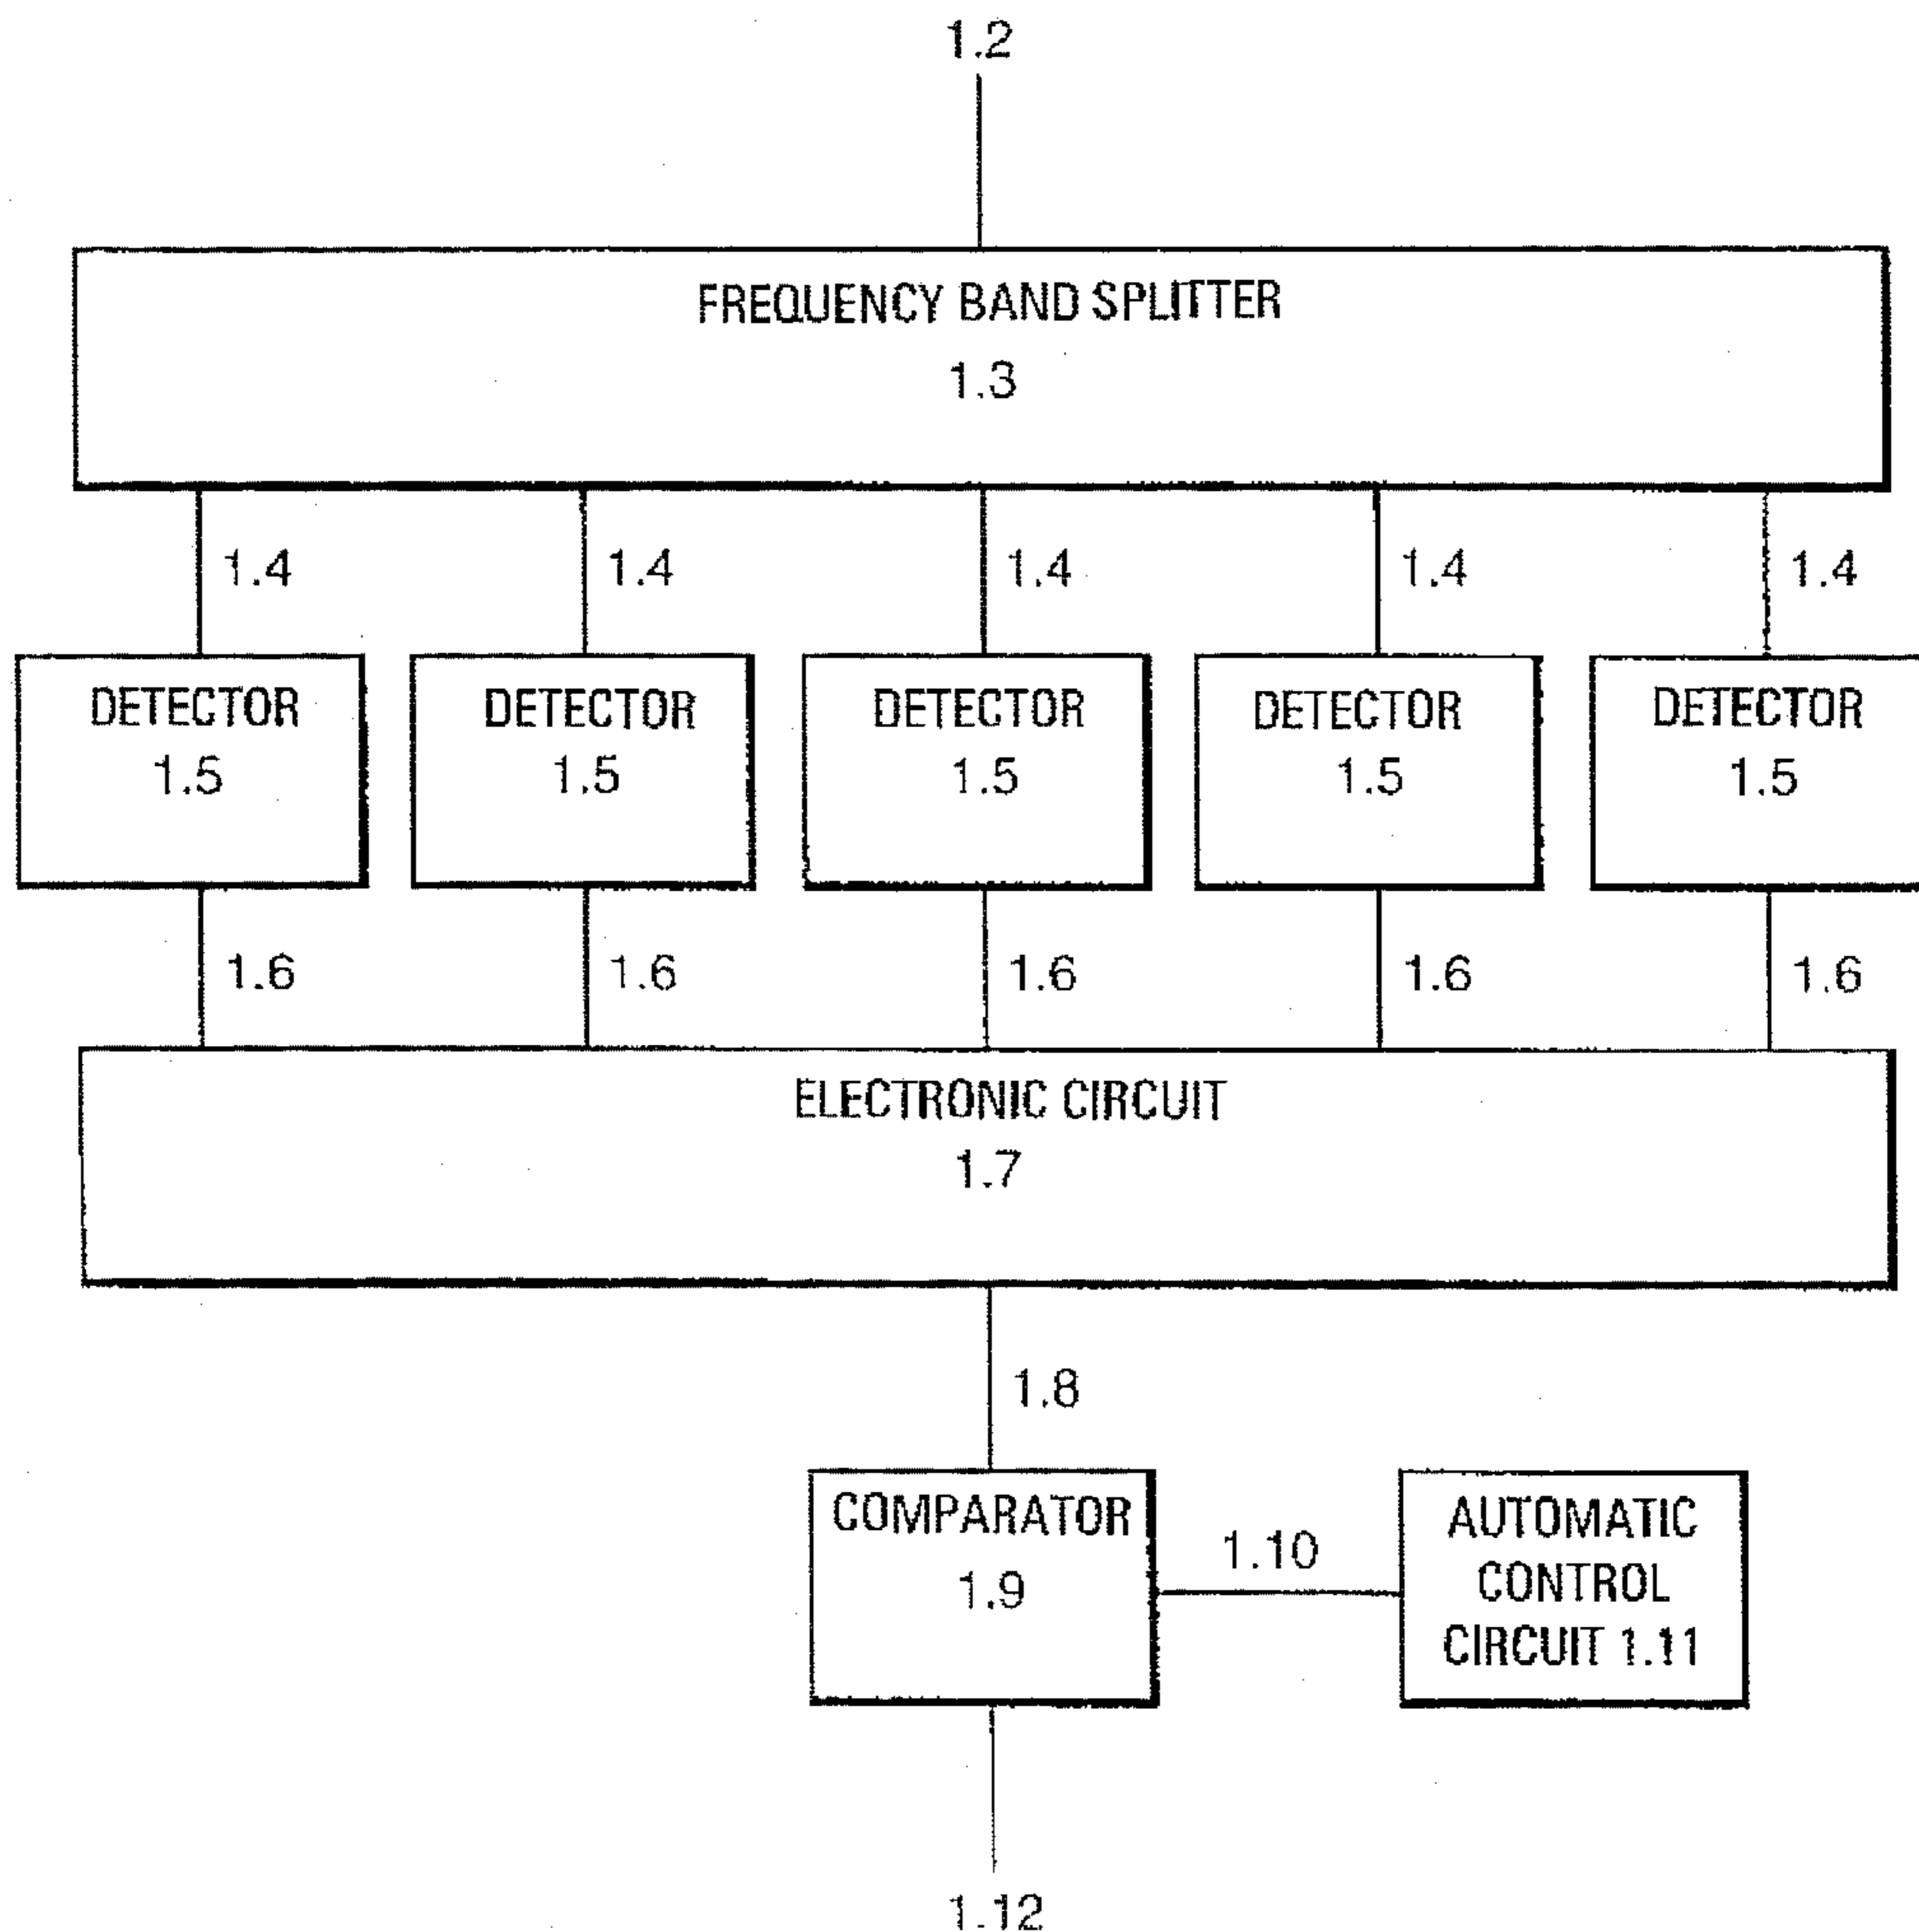 1.2
FREQUENCY BAND SPLITTER
1.3
1.4 1.4 1.4 1.4 1.4
DETECTOR DETECTOR DETECTOR DETECTOR DETECTOR
1.5 1.5 1.5 1.5 1.5
1.6 1.6 1.6 1.6 1.6
ELECTRONIC CIRCUIT
1.7
1.8
COMPARATOR
1.9
1.10
AUTOMATIC
CONTROL
CIRCUIT 1.11
1.12